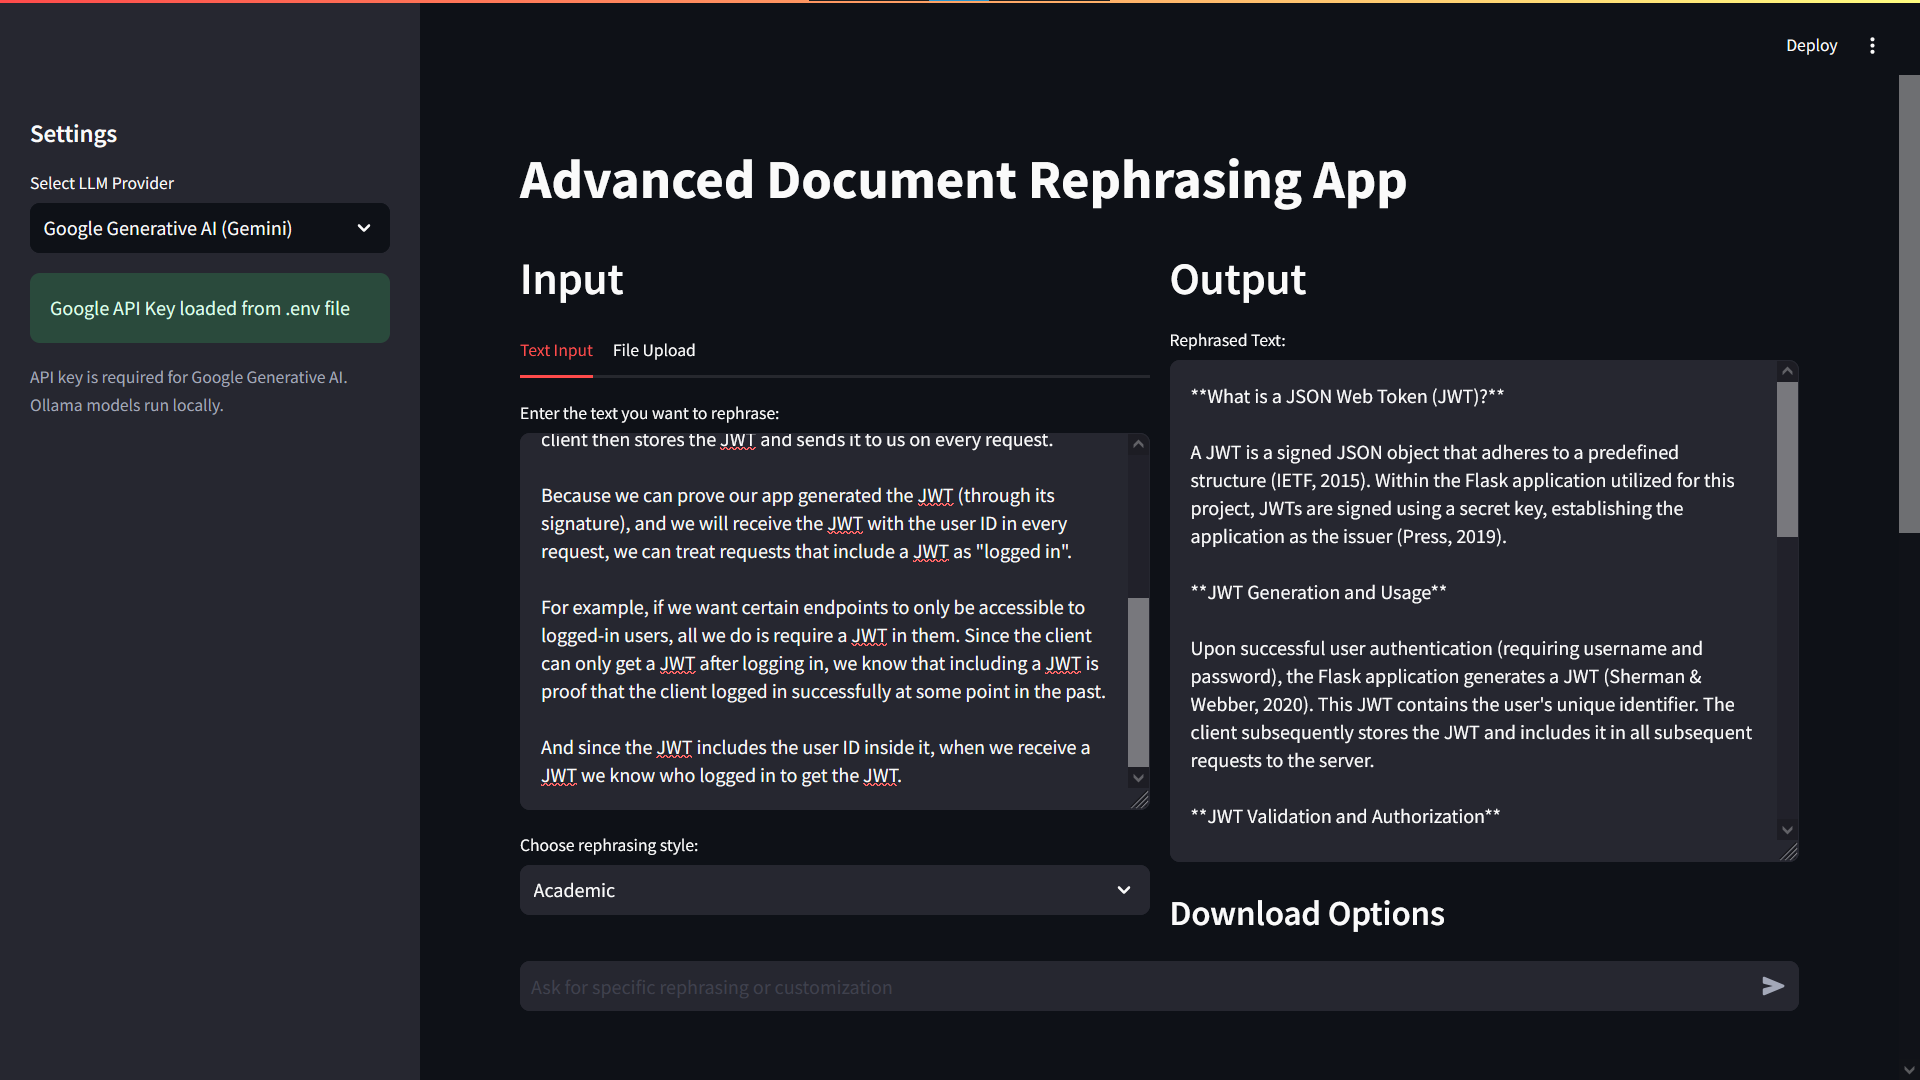 Deploy
Settings
Select LLM Provider
Google Generative AI (Gemini)
Google API Key loaded from .env file
API key is required for Google Generative AI.
Ollama models run locally.
Advanced Document Rephrasing App
Input
Text Input
File Upload
Enter the text you want to rephrase:
client then stores the JWT and sends it to us on every request.
Because we can prove our app generated the JWT (through its
signature), and we will receive the JWT with the user ID in every
request, we can treat requests that include a JWT as "logged in".
For example, if we want certain endpoints to only be accessible to
logged-in users, all we do is require a JWT in them. Since the client
can only get a JWT after logging in, we know that including a JWT is
proof that the client logged in successfully at some point in the past.
And since the JWT includes the user ID inside it, when we receive a
JWT we know who logged in to get the JWT.
Choose rephrasing style:
Academic
Output
Rephrased Text:
**What is a JSON Web Token (JWT)?**
A JWT is a signed JSON object that adheres to a predefined
structure (IETF, 2015). Within the Flask application utilized for this
project, JWTs are signed using a secret key, establishing the
application as the issuer (Press, 2019).
**JWT Generation and Usage**
Upon successful user authentication (requiring username and
password), the Flask application generates a JWT (Sherman &
Webber, 2020). This JWT contains the user's unique identifier. The
client subsequently stores the JWT and includes it in all subsequent
requests to the server.
**JWT Validation and Authorization**
Download Options
Ask for specific rephrasing or customization